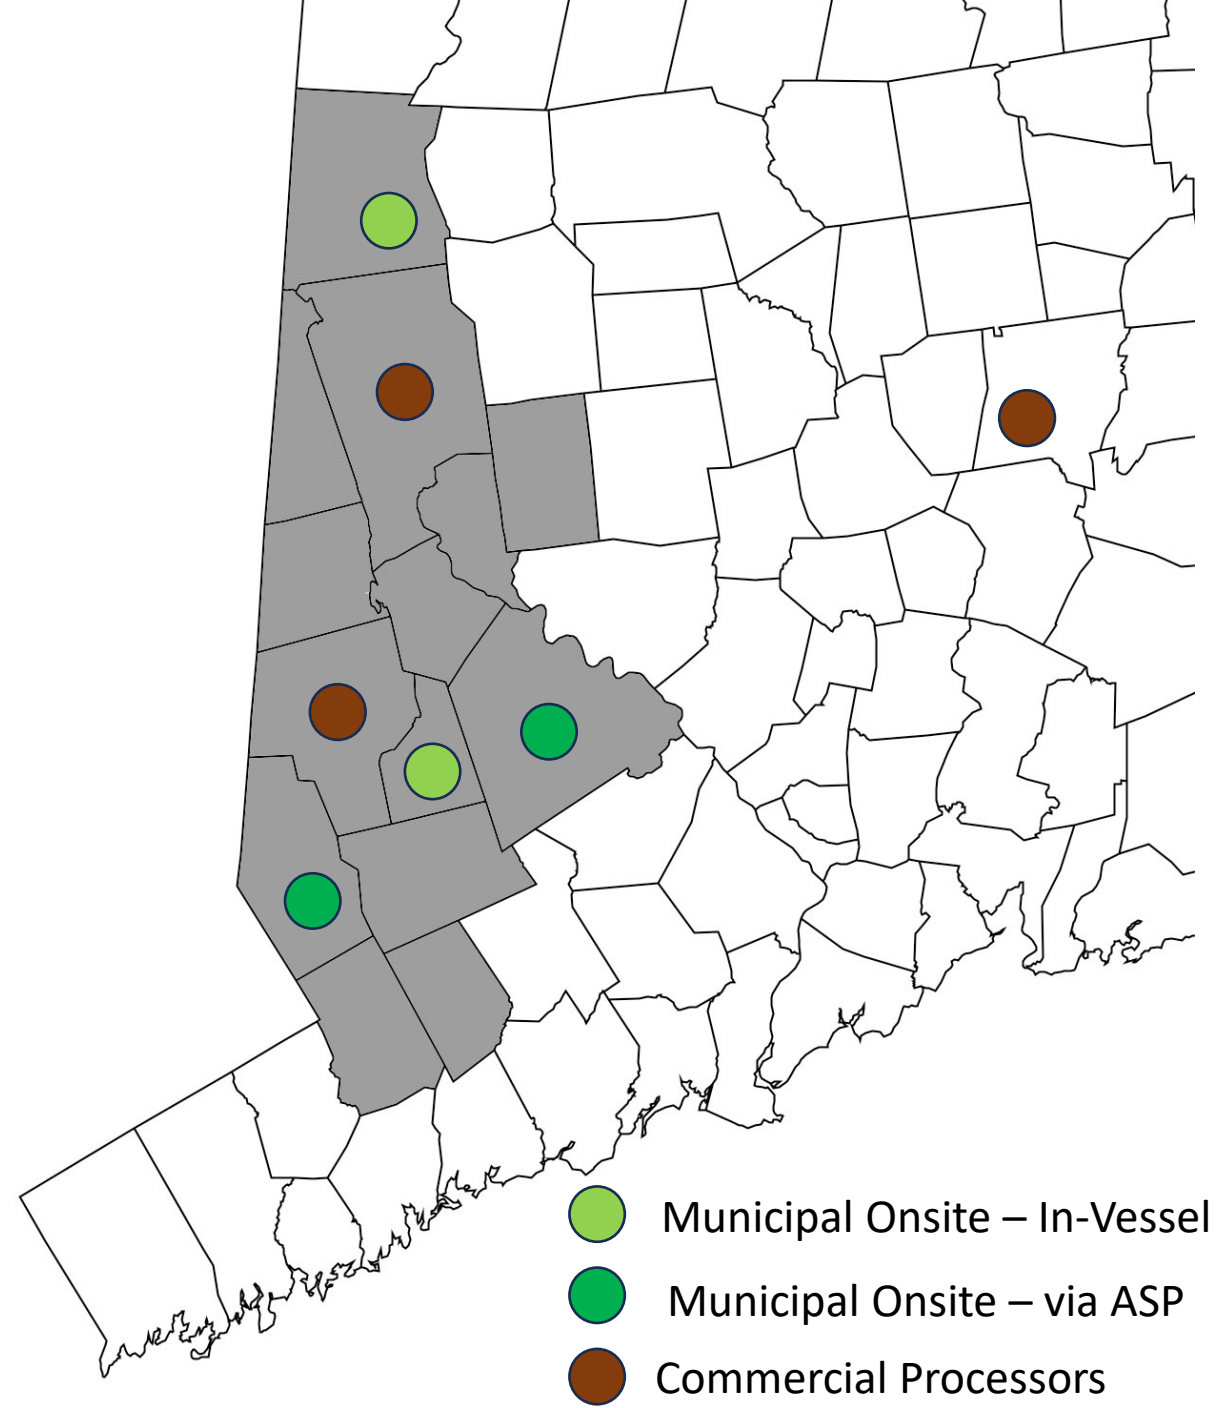 Municipal Onsite – In-Vessel
Municipal Onsite – via ASP
Commercial Processors